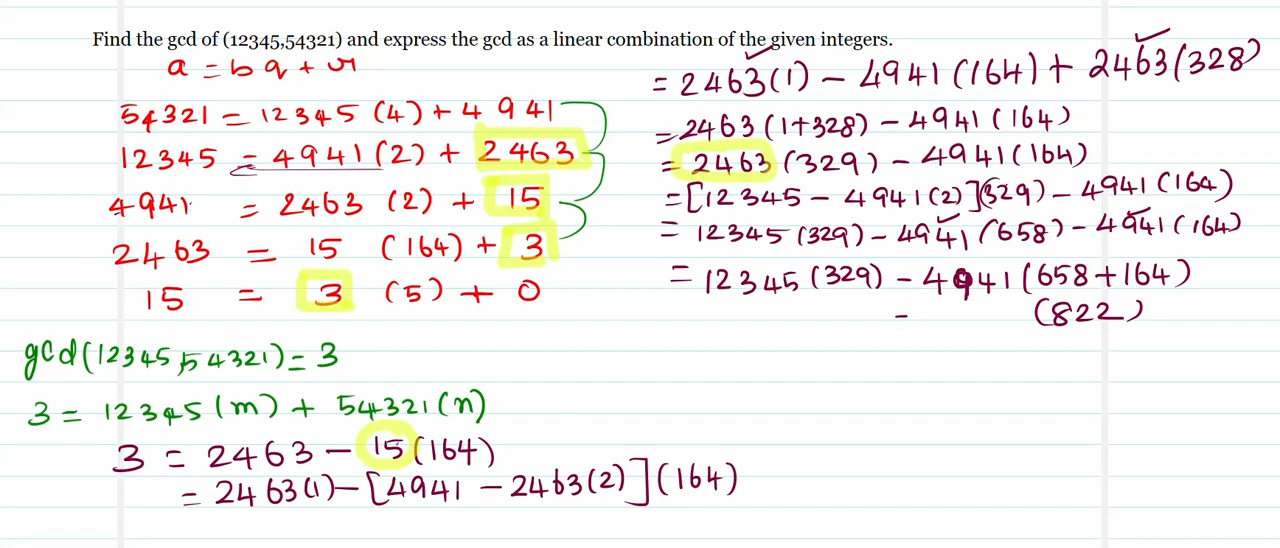 Find the gcd of (12345,54321) and express the gcd as a linear combination of the given integers.
a = bq + r
54321 = 12345 (4) + 4941
12345 = 4941 (2) + 2463
4941 = 2463 (2) + 15
2463 = 15 (164) + 3
15 = 3 (5) + 0
gcd(12345,54321) = 3
3 = 12345(m) + 54321(n)
3 = 2463 - 15(164)
= 2463(1) - [4941 - 2463(2)](164)
= 2463(1) - 4941(164) + 2463(328)
= 2463(1+328) - 4941(164)
= 2463(329) - 4941(164)
= [12345 - 4941(2)](329) - 4941(164)
= 12345(329) - 4941(658) - 4941(164)
= 12345(329) - 4941(658+164)
- (822)